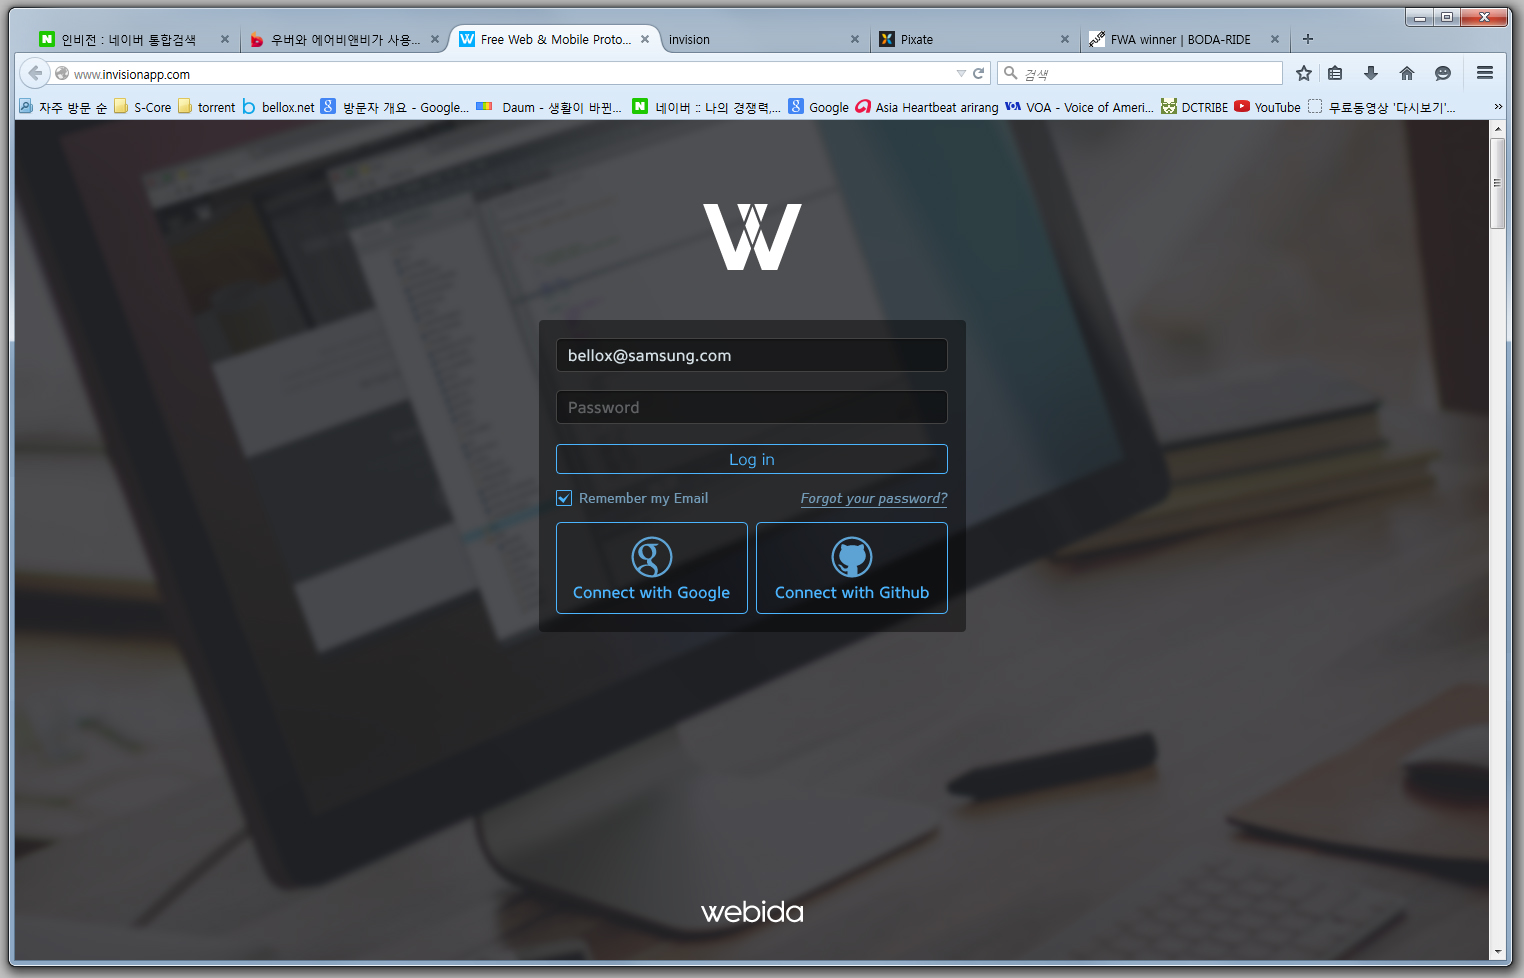 인비전 : 네이버 통합검색
우버와 에어비앤비가 사용...
Free Web & Mobile Proto...
invision
Pixate
FWA winner | BODA-RIDE
www.invisionapp.com
검색
자주 방문 순
S-Core
torrent
bellox.net
방문자 개요 - Google...
Daum - 생활이 바뀐...
네이버 :: 나의 경쟁력,...
Google
Asia Heartbeat arirang
VOA - Voice of Ameri...
DCTRIBE
YouTube
무료동영상 '다시보기'...
W
bellox@samsung.com
Password
Log in
Remember my Email
Forgot your password?
Connect with Google
Connect with Github
webida